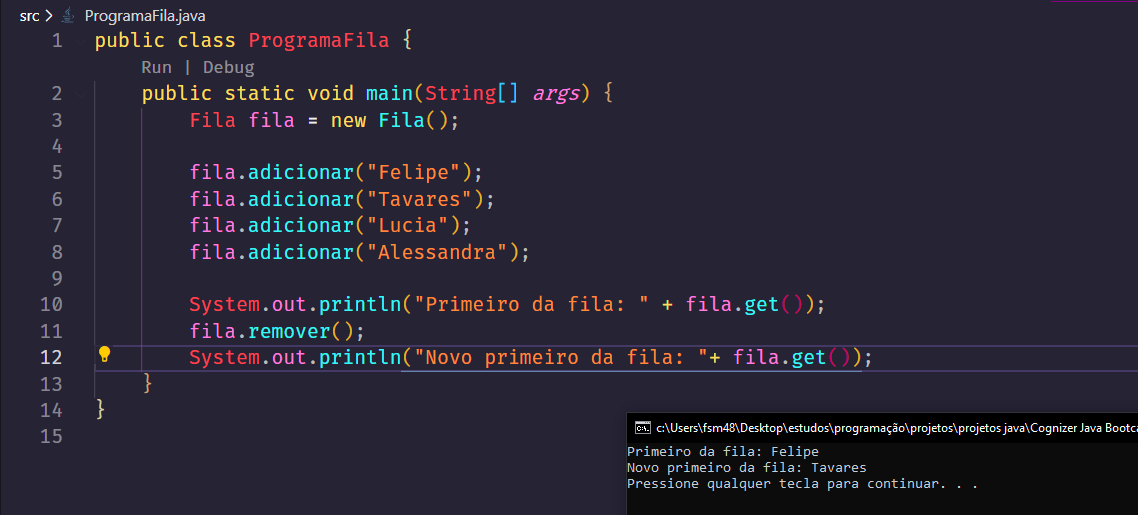 src > ProgramaFila.java
1 public class ProgramaFila {
Run | Debug
2 public static void main(String[] args) {
3 Fila fila = new Fila();
4
5 fila.adicionar("Felipe");
6 fila.adicionar("Tavares");
7 fila.adicionar("Lucia");
8 fila.adicionar("Alessandra");
9
10 System.out.println("Primeiro da fila: " + fila.get());
11 fila.remover();
12 System.out.println("Novo primeiro da fila: "+ fila.get());
13 }
14 }
15
c:\Users\fsm48\Desktop\estudos\programação\projetos\projetos java\Cognizer Java Bootca
Primeiro da fila: Felipe
Novo primeiro da fila: Tavares
Pressione qualquer tecla para continuar. . .